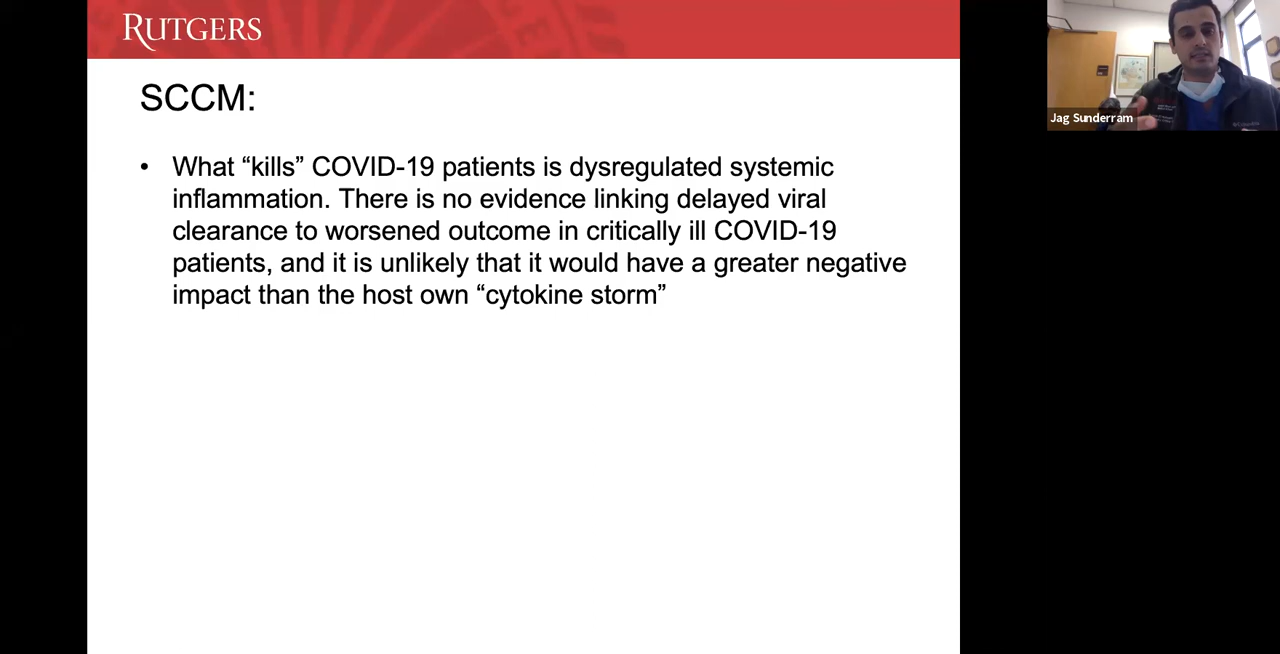 RUTGERS
SCCM:
• What “kills” COVID-19 patients is dysregulated systemic
inflammation. There is no evidence linking delayed viral
clearance to worsened outcome in critically ill COVID-19
patients, and it is unlikely that it would have a greater negative
impact than the host own “cytokine storm”
Jag Sunderram